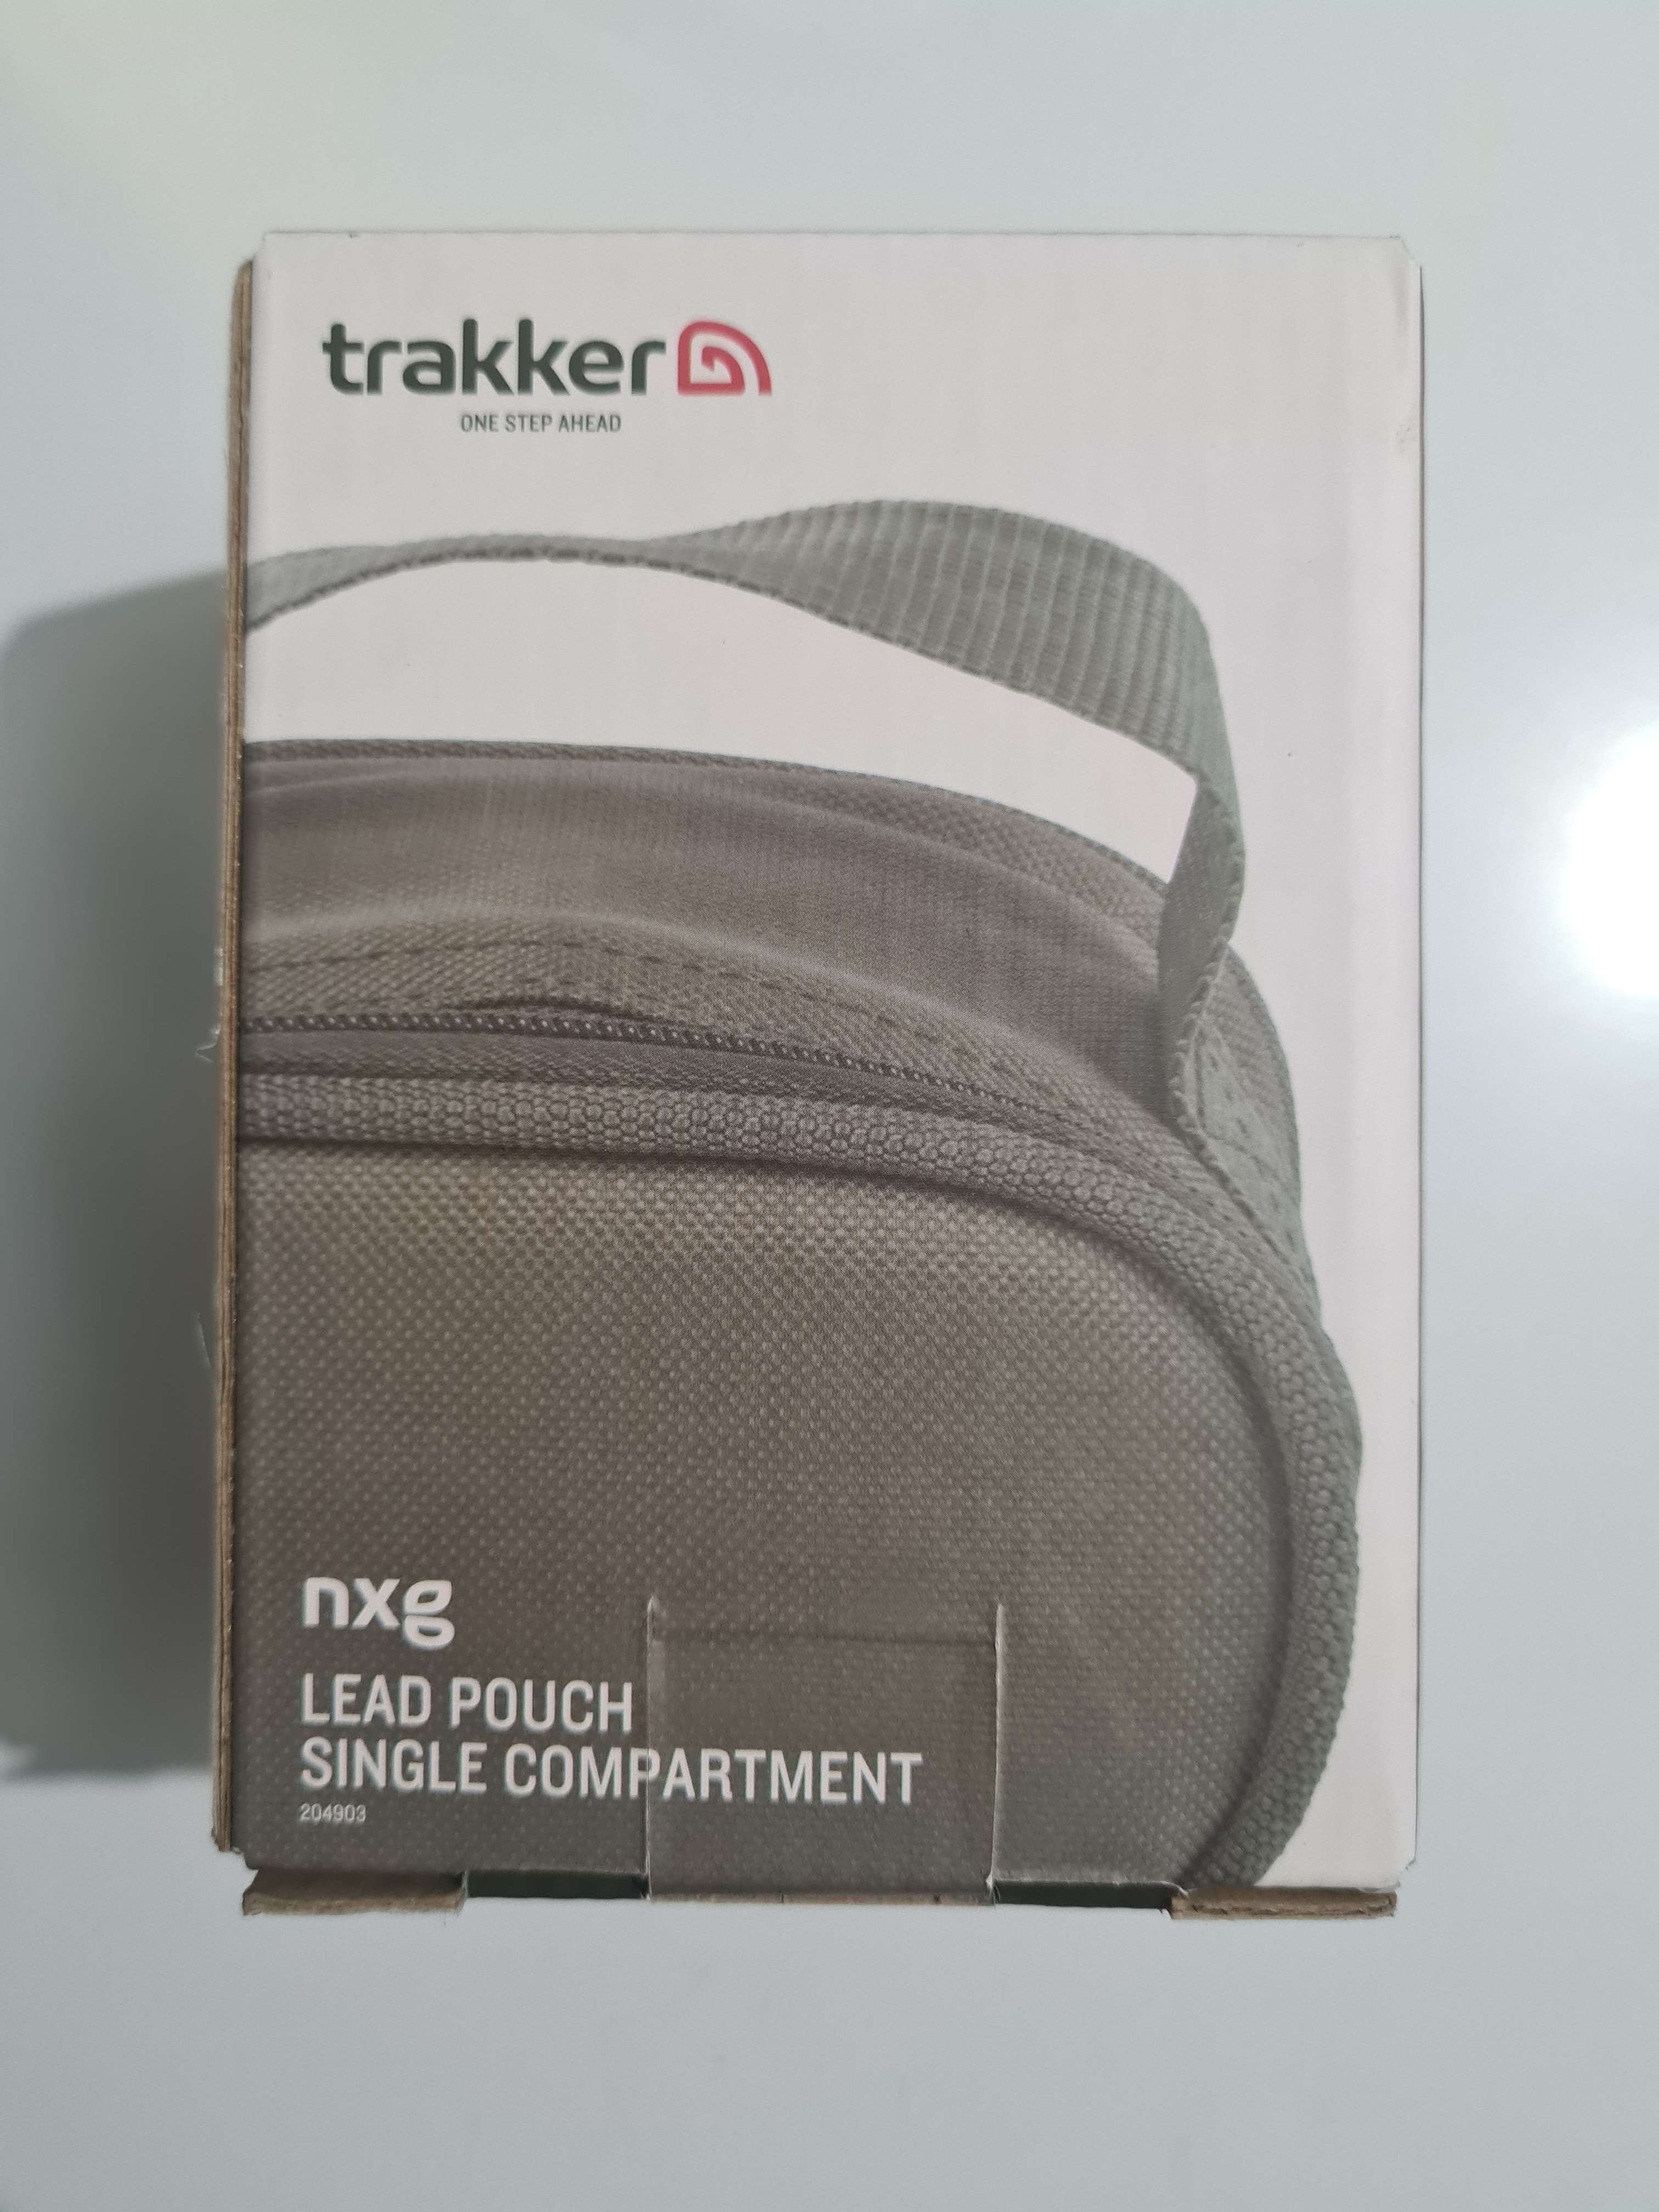 trakker
ONE STEP AHEAD
nxg
LEAD POUCH
SINGLE COMPARTMENT
204903